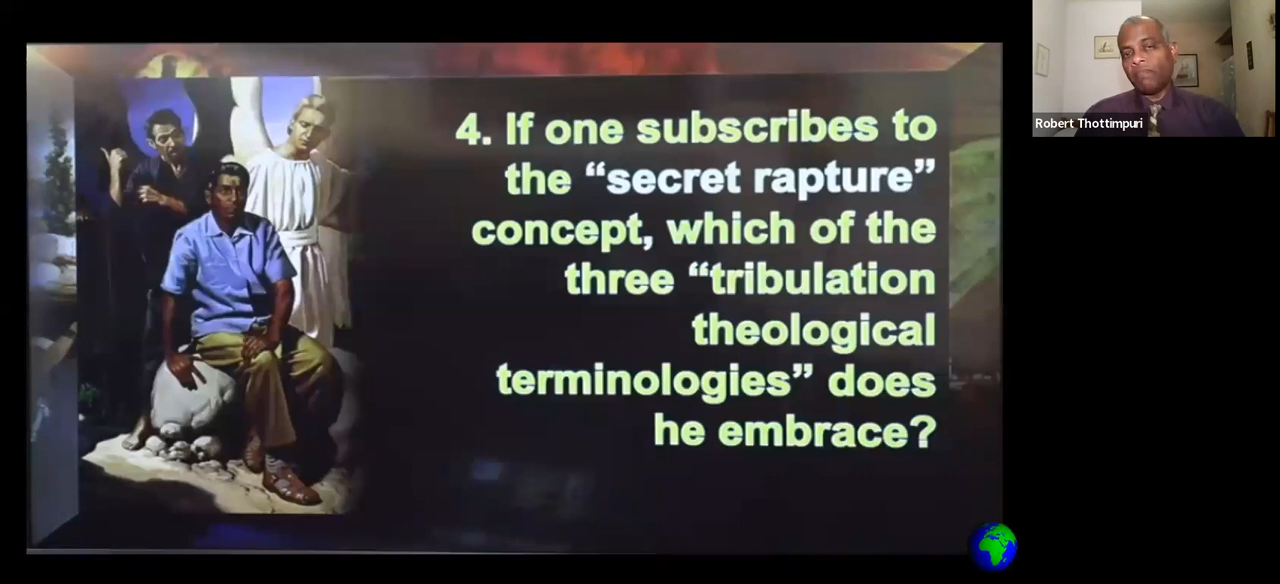 4. If one subscribes to
the “secret rapture”
concept, which of the
three “tribulation
theological
terminologies” does
he embrace?
Robert Thottimpuri